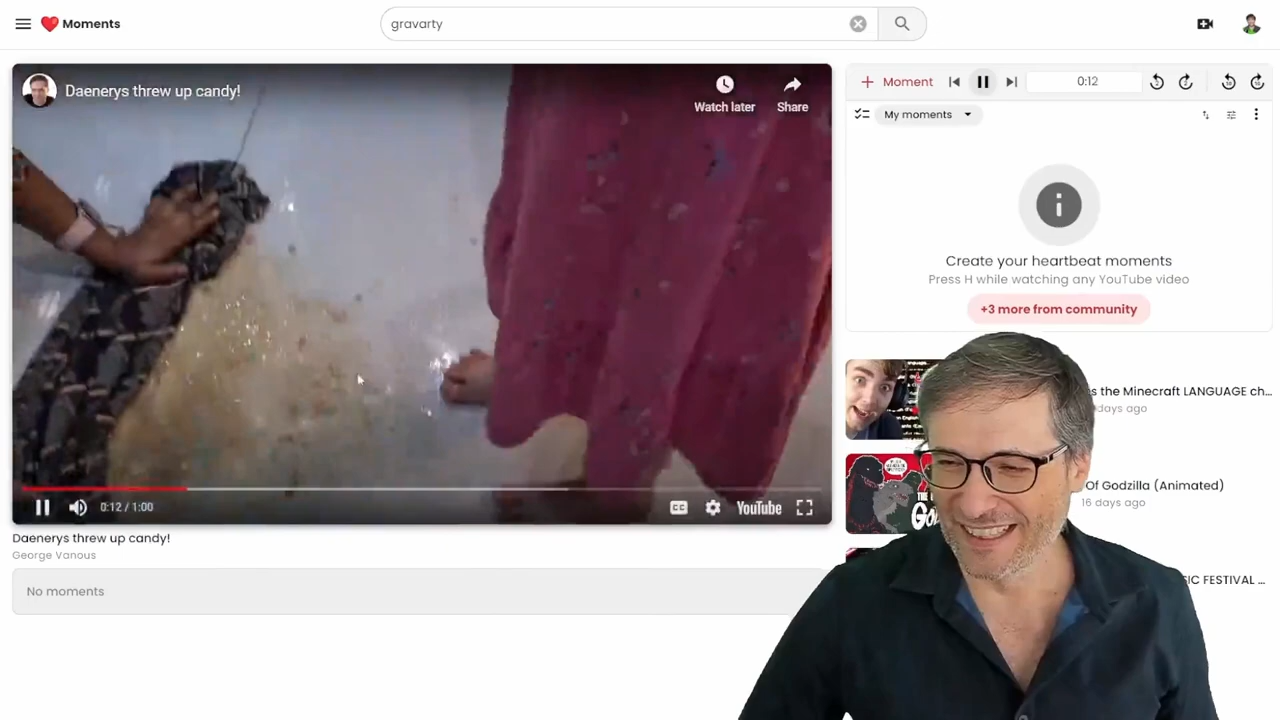 Moments
gravarty
Daenerys threw up candy!
Watch later
Share
0:12 / 1:00
CC
YouTube
Daenerys threw up candy!
George Vanous
No moments
+ Moment
0:12
My moments
Create your heartbeat moments
Press H while watching any YouTube video
+3 more from community
s the Minecraft LANGUAGE ch...
days ago
Of Godzilla (Animated)
16 days ago
SIC FESTIVAL ...